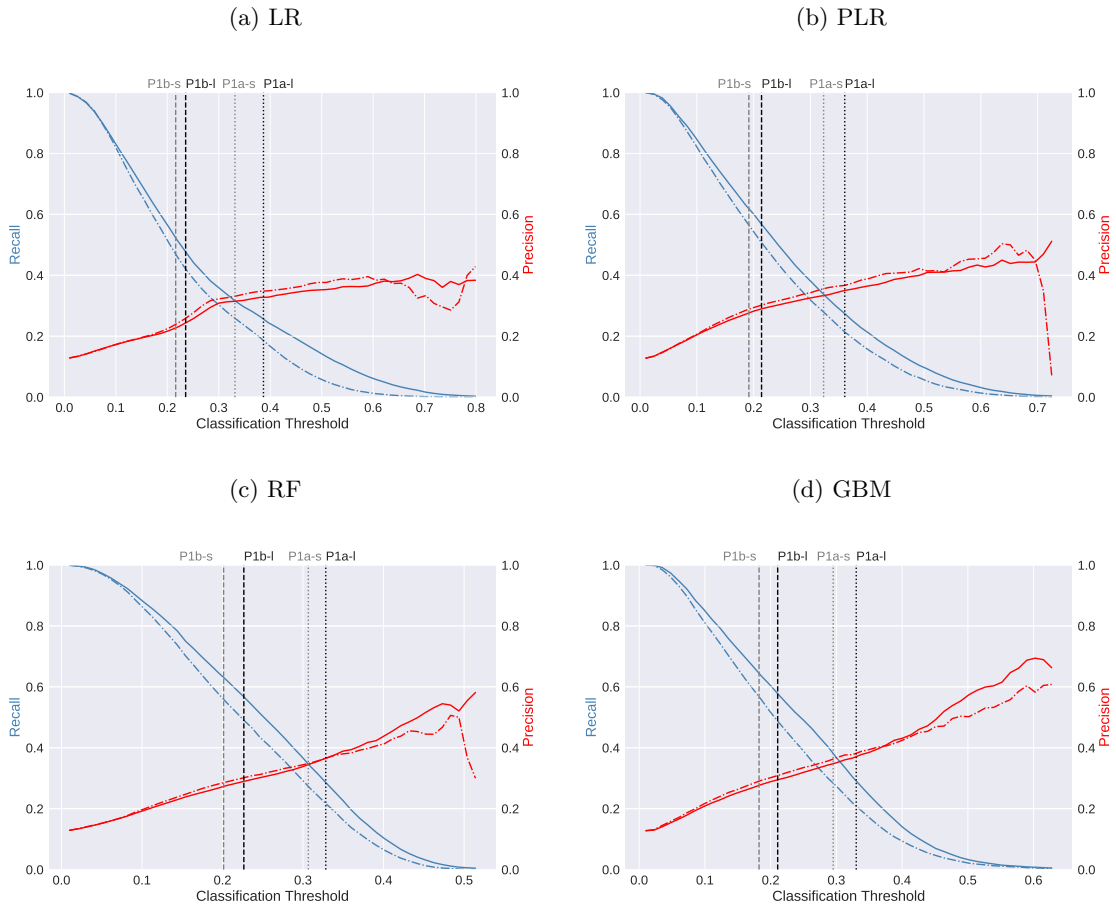 (a) LR
P1b-s P1b-l P1a-s P1a-l
1.0 1.0
0.8 0.8
0.6 0.6
0.4 0.4
0.2 0.2
0.0 0.0
Recall
Precision
0.0 0.1 0.2 0.3 0.4 0.5 0.6 0.7 0.8
Classification Threshold
(b) PLR
P1b-s P1b-l P1a-s P1a-l
1.0 1.0
0.8 0.8
0.6 0.6
0.4 0.4
0.2 0.2
0.0 0.0
Recall
Precision
0.0 0.1 0.2 0.3 0.4 0.5 0.6 0.7
Classification Threshold
(c) RF
P1b-s P1b-l P1a-s P1a-l
1.0 1.0
0.8 0.8
0.6 0.6
0.4 0.4
0.2 0.2
0.0 0.0
Recall
Precision
0.0 0.1 0.2 0.3 0.4 0.5
Classification Threshold
(d) GBM
P1b-s P1b-l P1a-s P1a-l
1.0 1.0
0.8 0.8
0.6 0.6
0.4 0.4
0.2 0.2
0.0 0.0
Recall
Precision
0.0 0.1 0.2 0.3 0.4 0.5 0.6
Classification Threshold